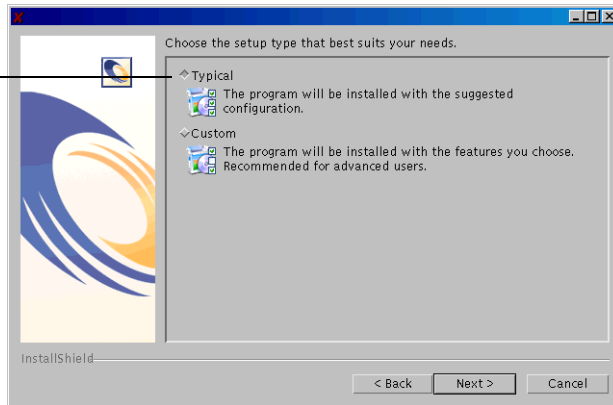 Choose the setup type that best suits your needs.
Typical
The program will be installed with the suggested
configuration.
Custom
The program will be installed with the features you choose.
Recommended for advanced users.
InstallShield
< Back
Next >
Cancel